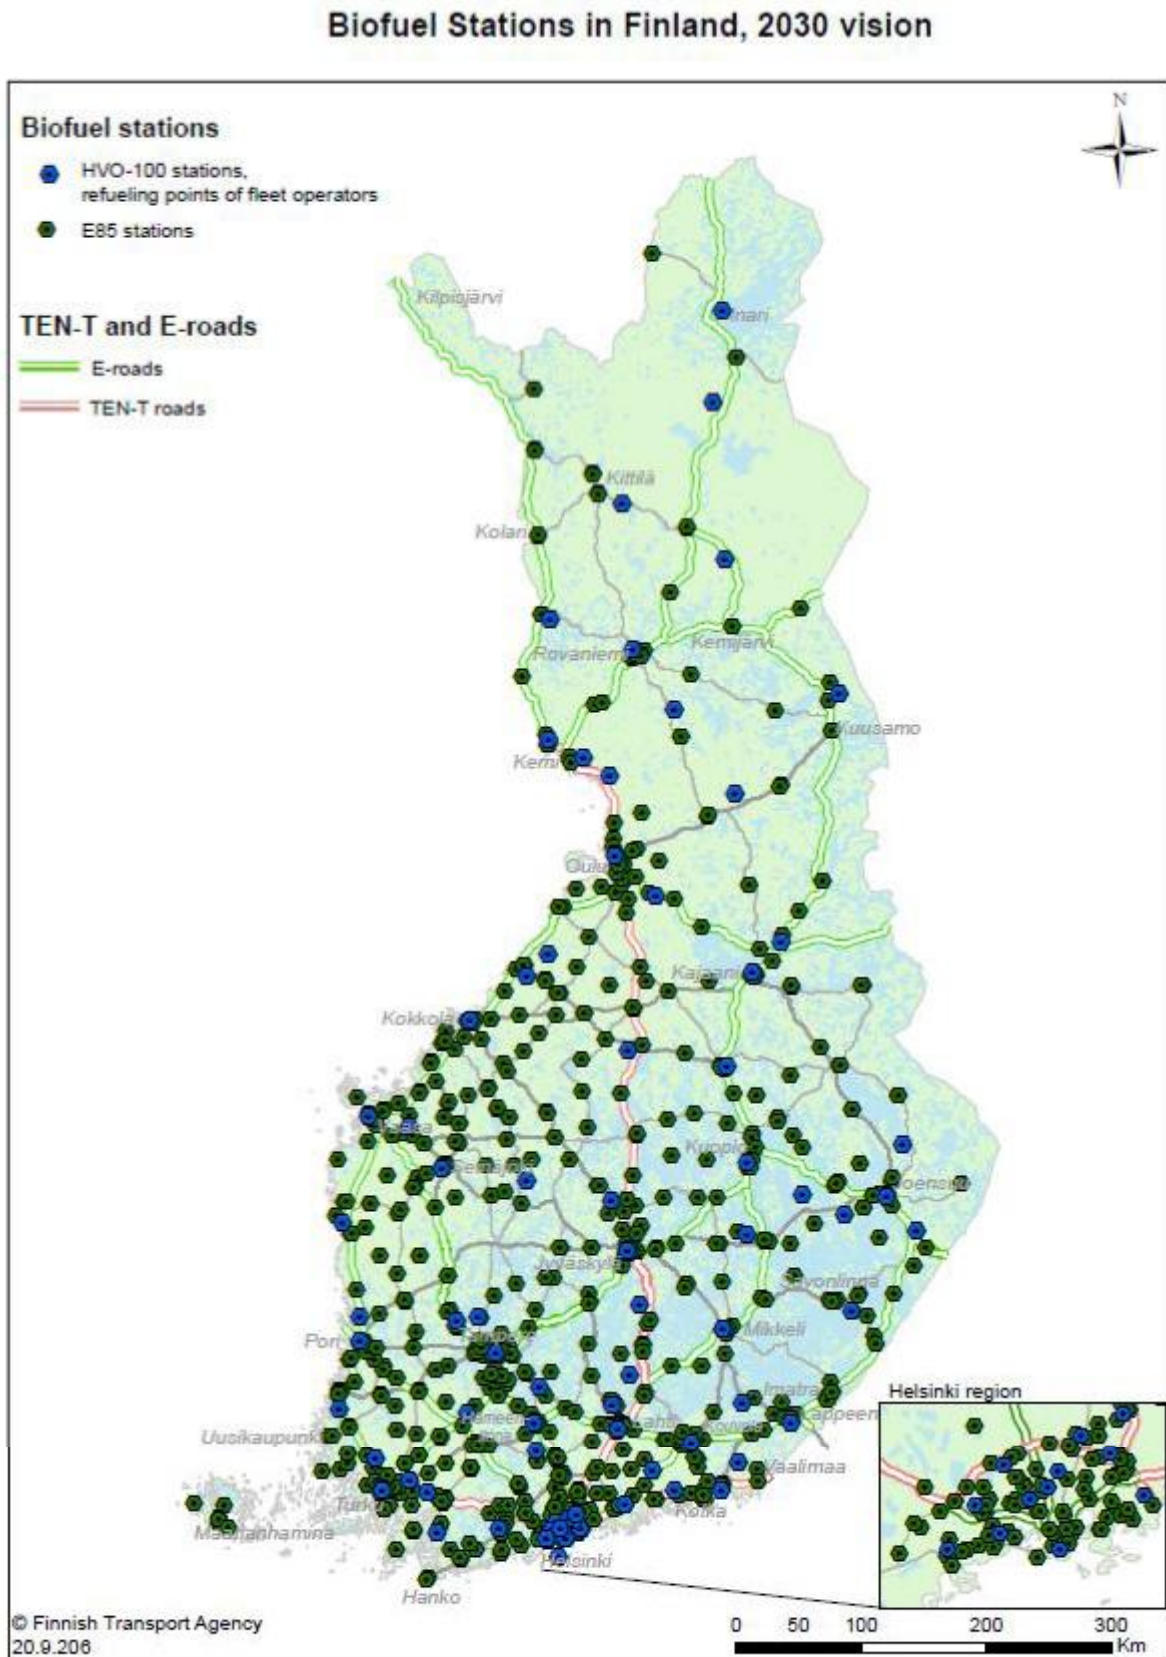 Biofuel Stations in Finland, 2030 vision
N
Biofuel stations
HVO-100 stations,
refueling points of fleet operators
E85 stations
TEN-T and E-roads
E-roads
TEN-T roads
Kilpisjärvi
Inari
Kittilä
Kolari
Kemijärvi
Rovaniemi
Kuusamo
Kemi
Oulu
Kajaani
Kokkola
Kuopio
Joensuu
Jyväskylä
Savonlinna
Mikkeli
Pori
Imatra
Helsinki region
Lahti
Uusikaupunki
Vaalimaa
Turku
Kotka
Maarianhamina
Helsinki
Hanko
© Finnish Transport Agency
20.9.206
0 50 100 200 300
Km